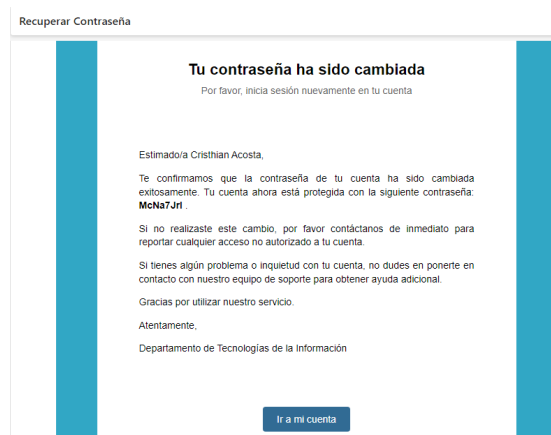 Recuperar Contraseña
Tu contraseña ha sido cambiada
Por favor, inicia sesión nuevamente en tu cuenta
Estimado/a Cristhian Acosta,
Te confirmamos que la contraseña de tu cuenta ha sido cambiada
exitosamente. Tu cuenta ahora está protegida con la siguiente contraseña:
McNa7JrI .
Si no realizaste este cambio, por favor contáctanos de inmediato para
reportar cualquier acceso no autorizado a tu cuenta.
Si tienes algún problema o inquietud con tu cuenta, no dudes en ponerte en
contacto con nuestro equipo de soporte para obtener ayuda adicional.
Gracias por utilizar nuestro servicio.
Atentamente,
Departamento de Tecnologías de la Información
Ir a mi cuenta